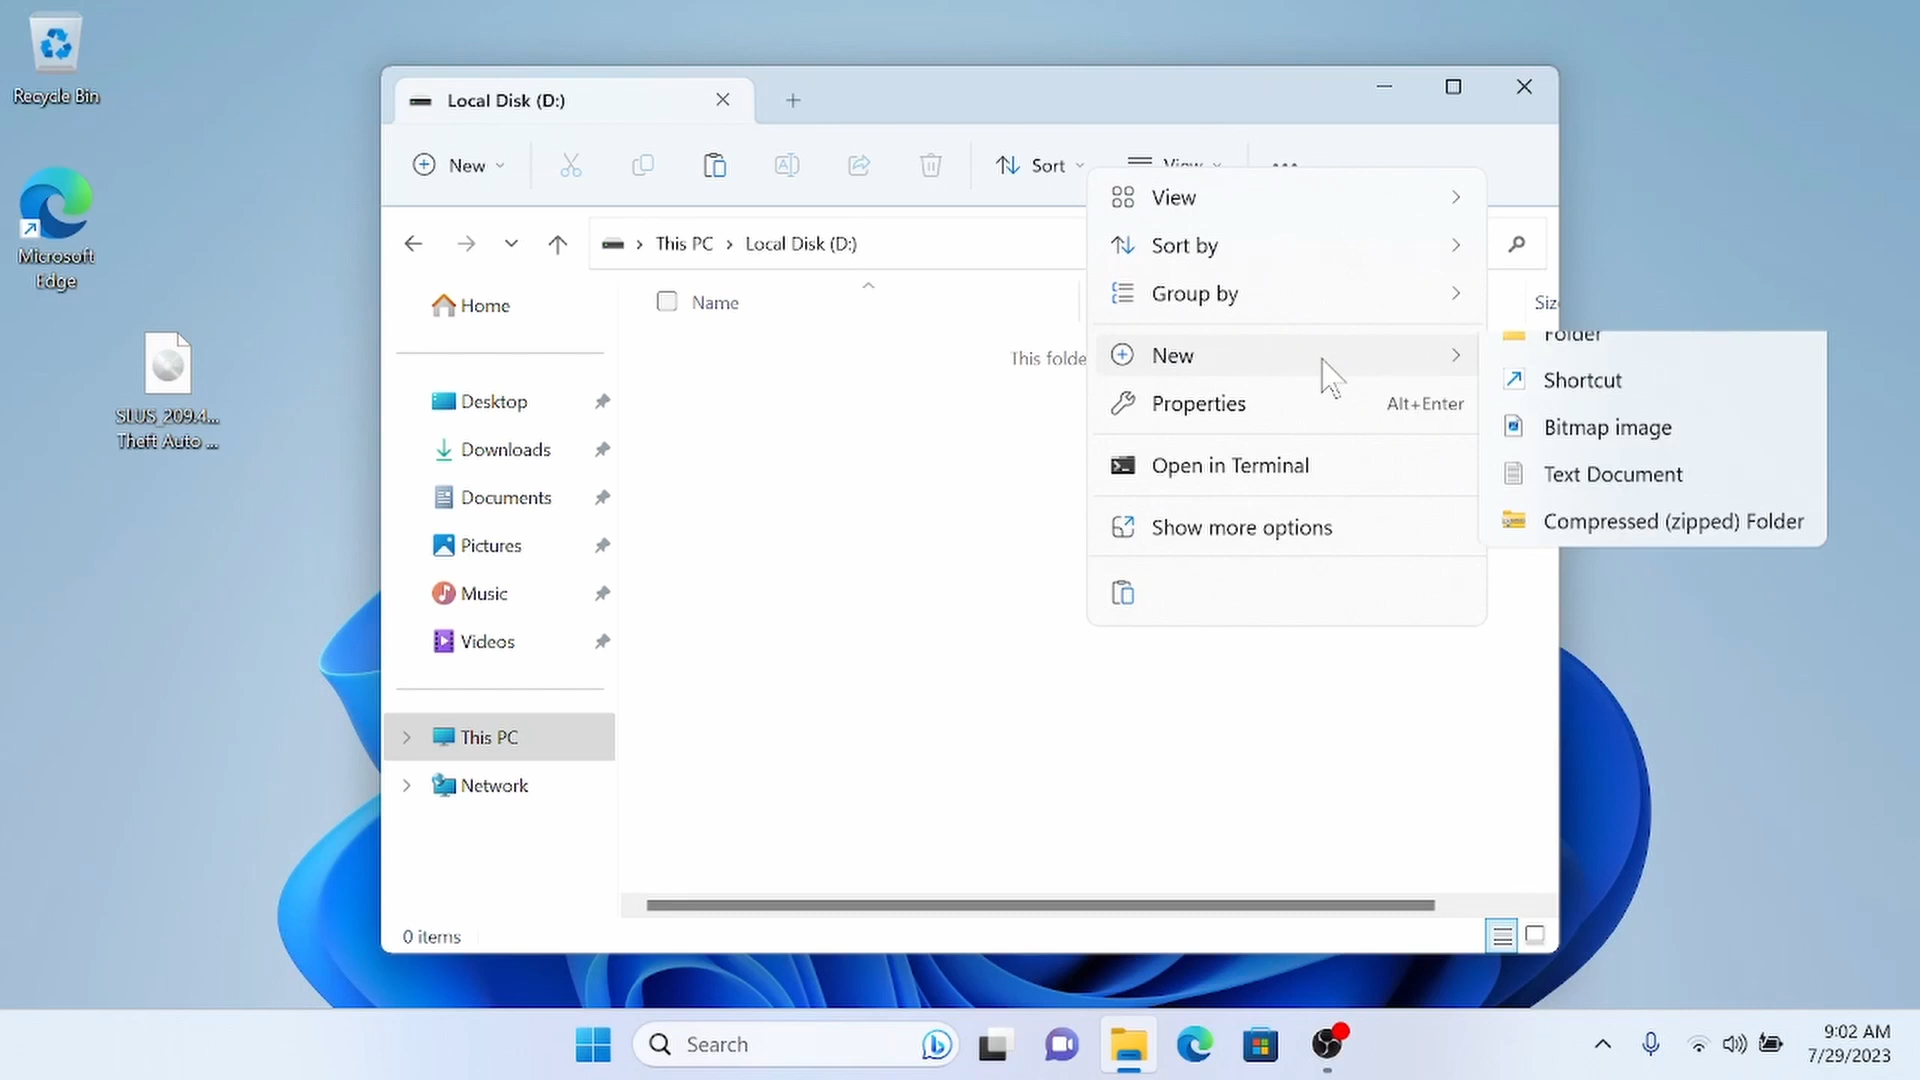 Recycle Bin
Microsoft
Edge
SLUS_209.4...
Theft Auto ...
Local Disk (D:)
New
Sort
View
This PC
Local Disk (D:)
Home
Desktop
Downloads
Documents
Pictures
Music
Videos
This PC
Network
Name
Siz
This folde
View
Sort by
Group by
New
Properties
Alt+Enter
Open in Terminal
Show more options
Folder
Shortcut
Bitmap image
Text Document
Compressed (zipped) Folder
0 items
Search
9:02 AM
7/29/2023